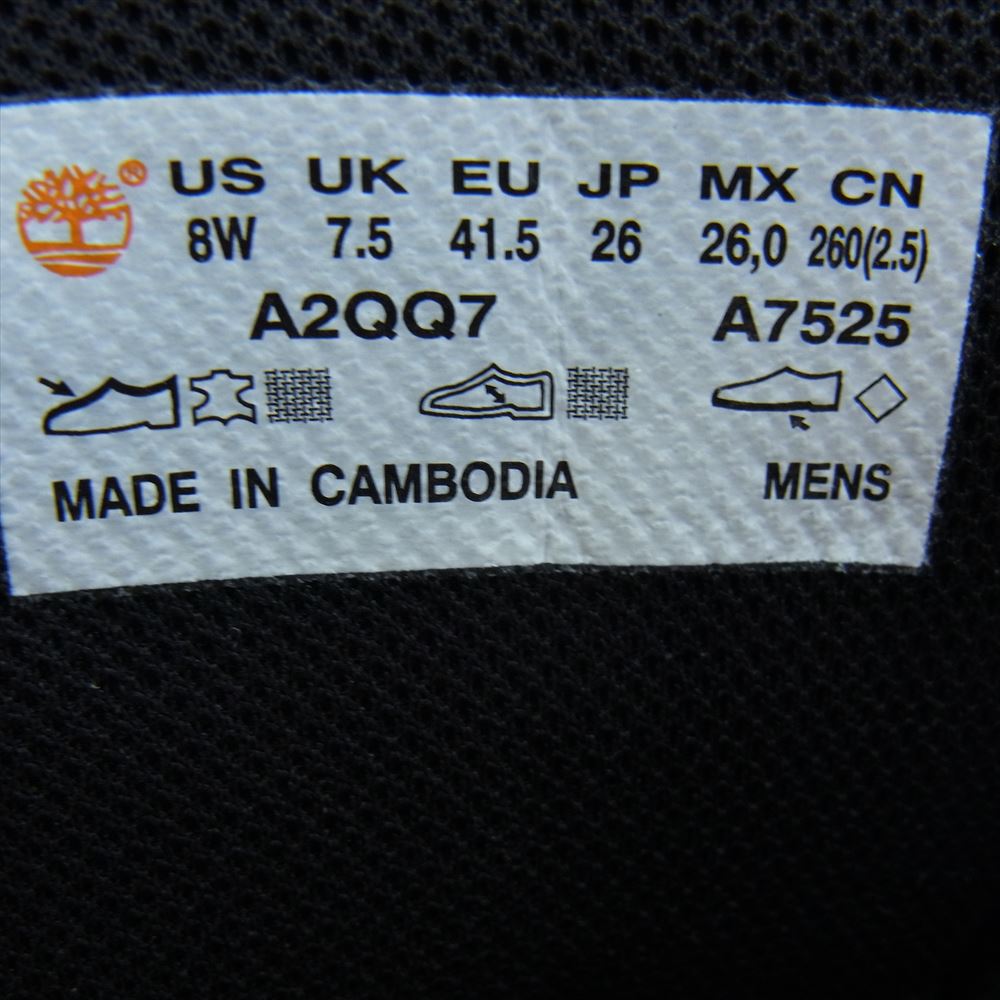 ® US UK EU JP MX CN
8W 7.5 41.5 26 26,0 260(2.5)
A2QQ7 A7525
MADE IN CAMBODIA MENS